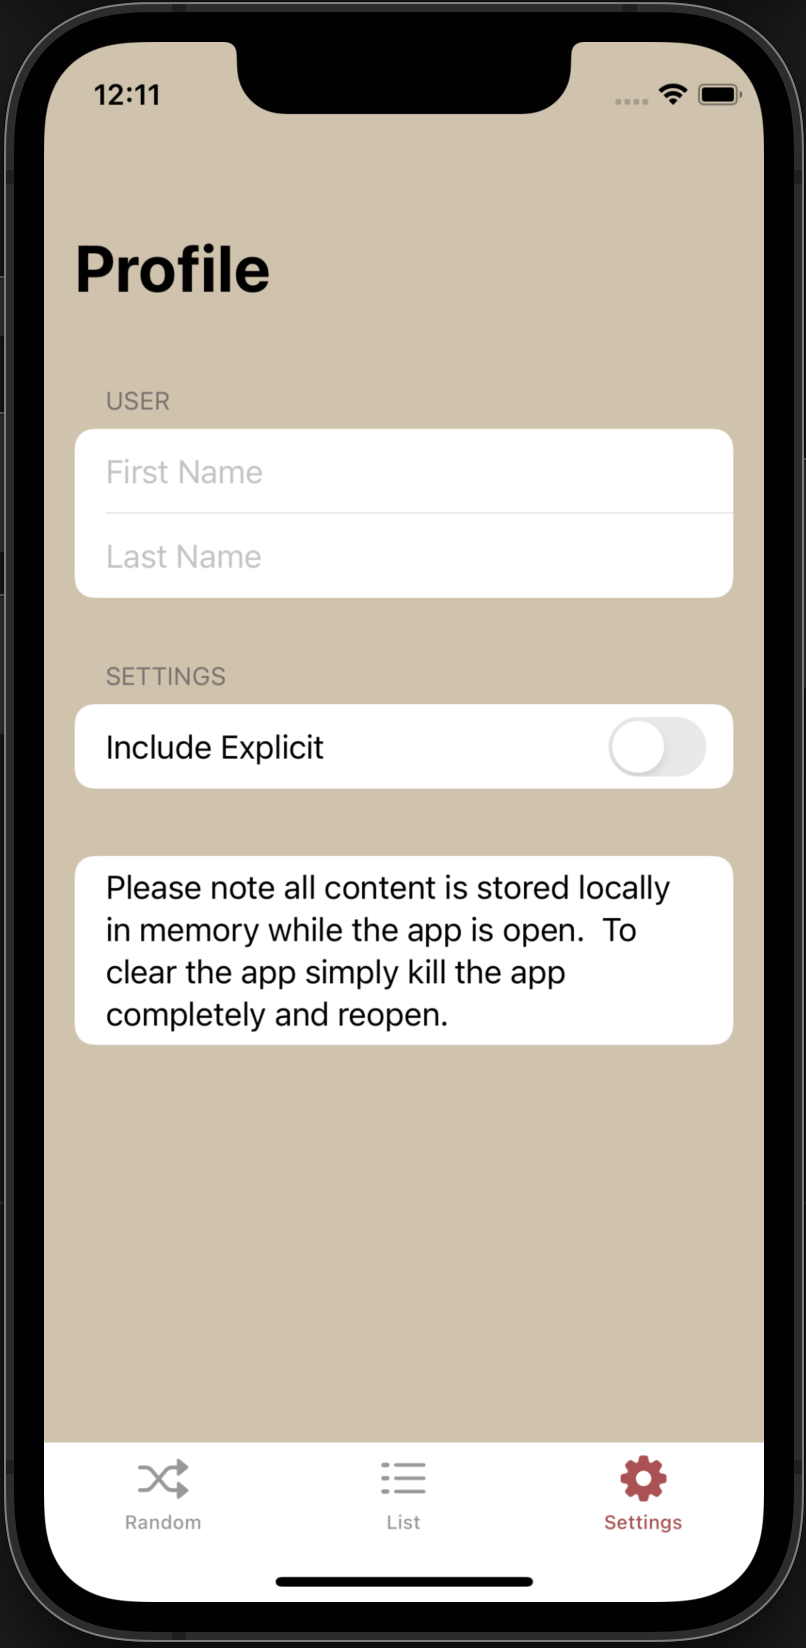 12:11
Profile
USER
First Name
Last Name
SETTINGS
Include Explicit
Please note all content is stored locally
in memory while the app is open.  To
clear the app simply kill the app
completely and reopen.
Random
List
Settings